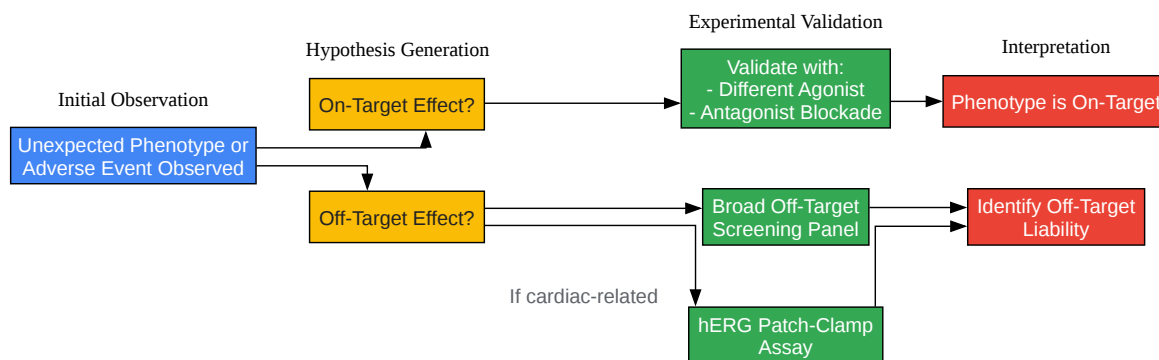 Initial Observation
Unexpected Phenotype or
Adverse Event Observed
Hypothesis Generation
On-Target Effect?
Off-Target Effect?
If cardiac-related
Experimental Validation
Validate with:
- Different Agonist
- Antagonist Blockade
Broad Off-Target
Screening Panel
hERG Patch-Clamp
Assay
Interpretation
Phenotype is On-Target
Identify Off-Target
Liability